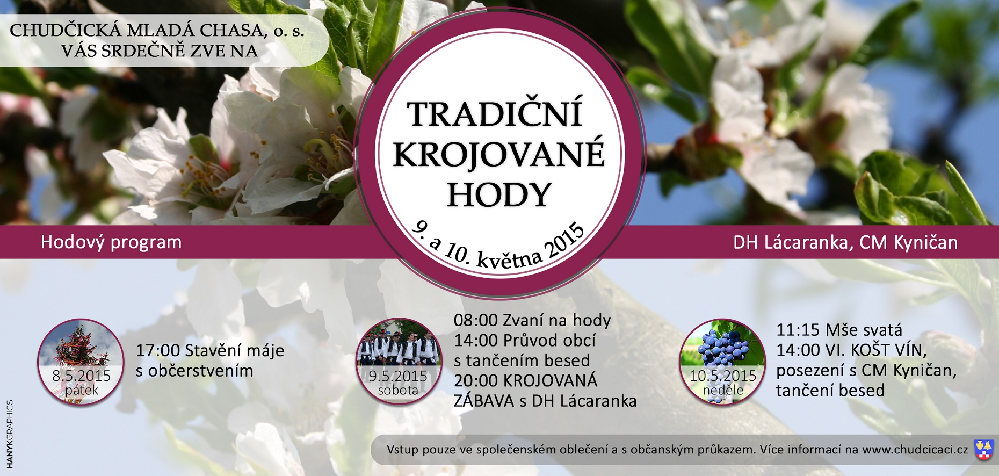 CHUDČICKÁ MLADÁ CHASA, o. s.
VÁS SRDEČNĚ ZVE NA
TRADIČNÍ
KROJOVANÉ
HODY
9. a 10. května 2015
Hodový program
DH Lácaranka, CM Kyničan
8.5.2015
pátek
17:00 Stavění máje
s občerstvením
9.5.2015
sobota
08:00 Zvaní na hody
14:00 Průvod obcí
s tančením besed
20:00 KROJOVANÁ
ZÁBAVA s DH Lácaranka
10.5.2015
neděle
11:15 Mše svatá
14:00 VI. KOŠT VÍN,
posezení s CM Kyničan,
tančení besed
Vstup pouze ve společenském oblečení a s občanským průkazem. Více informací na www.chudcicaci.cz
HANYKGRAPHICS